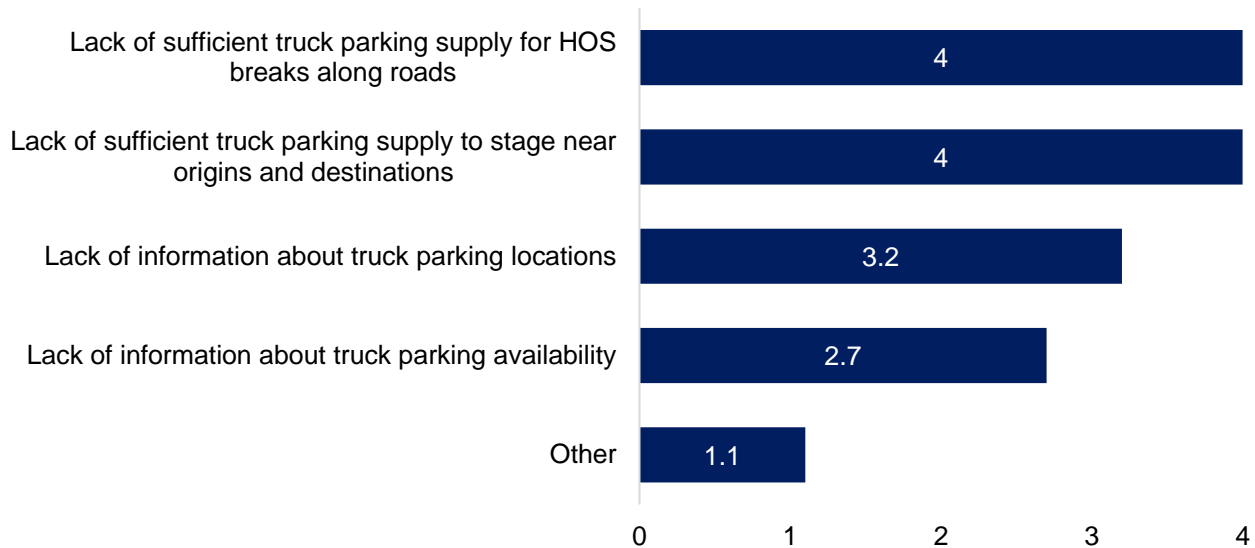 Lack of sufficient truck parking supply for HOS
breaks along roads
4
Lack of sufficient truck parking supply to stage near
origins and destinations
4
Lack of information about truck parking locations
3.2
Lack of information about truck parking availability
2.7
Other
1.1
0 1 2 3 4